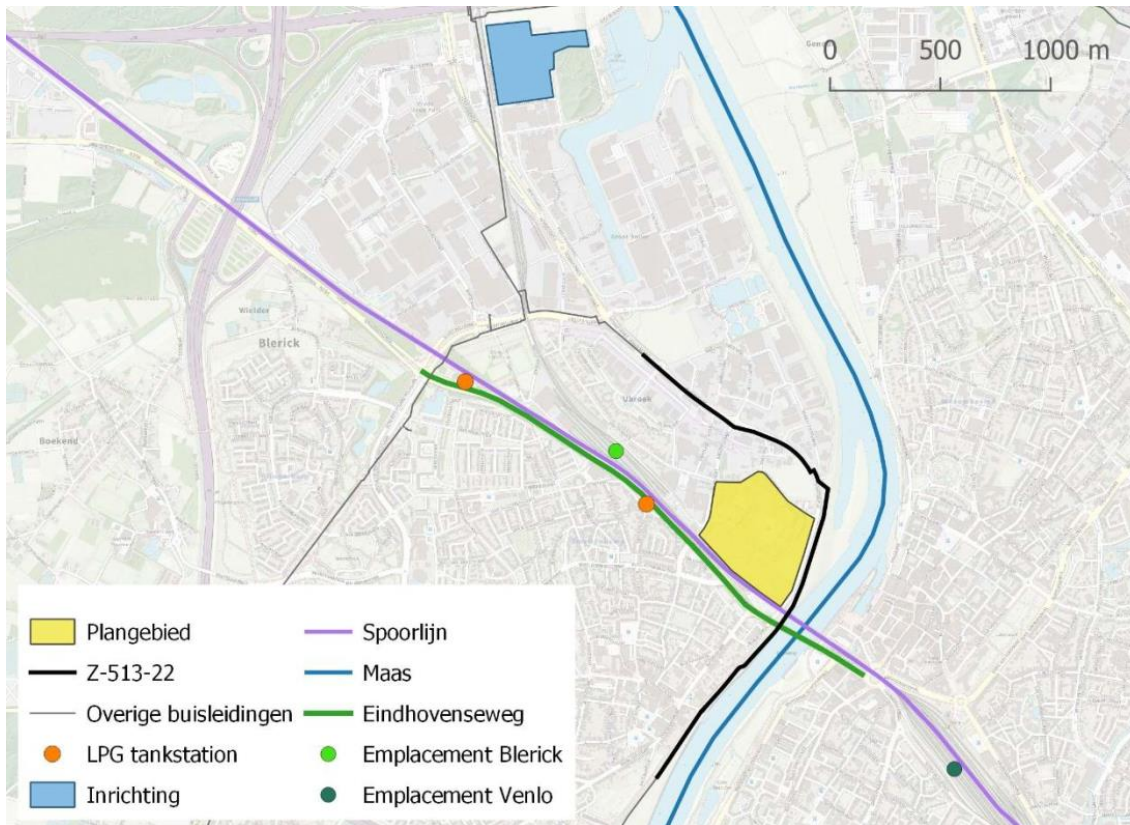 0 500 1000 m
Blerick
Wielder
Ubroek
Boekend
Plangebied
Z-513-22
Overige buisleidingen
LPG tankstation
Inrichting
Spoorlijn
Maas
Eindhovenseweg
Emplacement Blerick
Emplacement Venlo